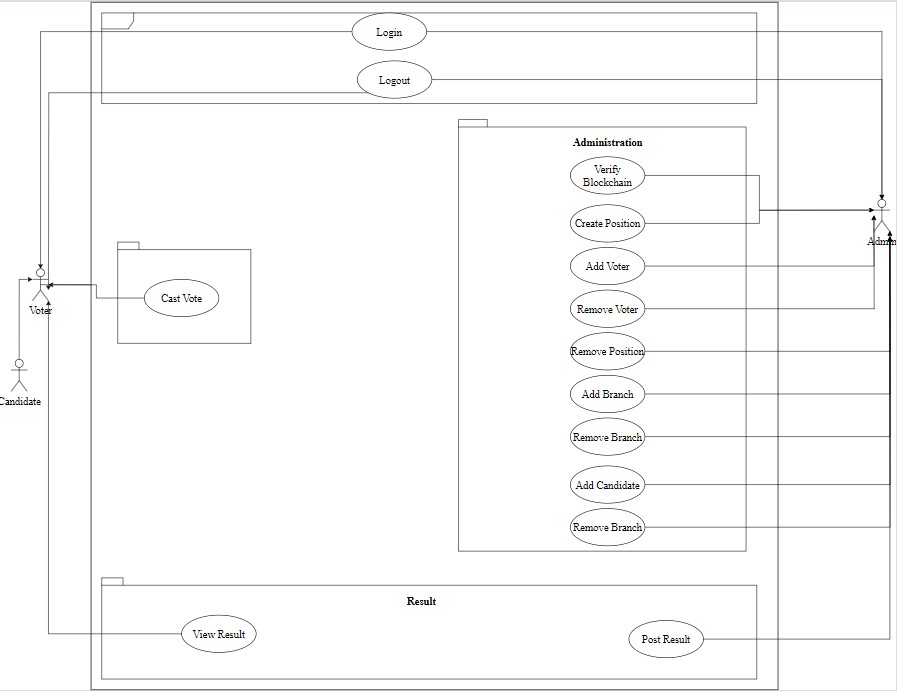 Login
Logout
Administration
Verify
Blockchain
Create Position
Add Voter
Remove Voter
Remove Position
Add Branch
Remove Branch
Add Candidate
Remove Branch
Admin
Cast Vote
Voter
Candidate
Result
View Result
Post Result